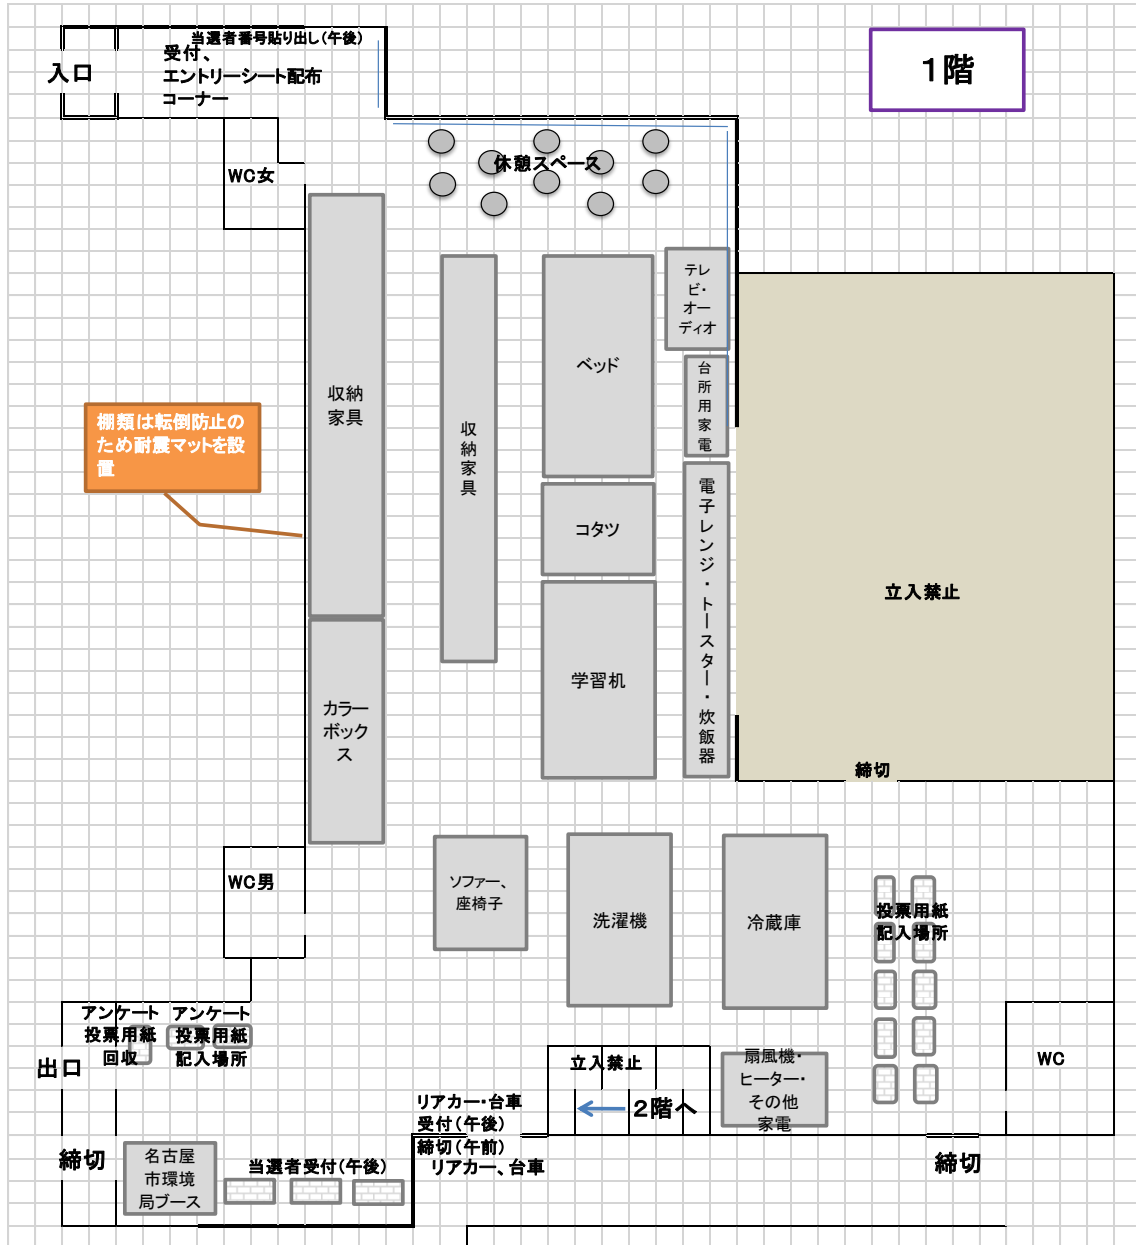 当選者番号貼り出し(午後)
受付、
エントリーシート配布
コーナー
入口
1階
WC女
休憩スペース
テレ
ビ・
オー
ディオ
ベッド
台所用家電
収納
家具
収納家具
棚類は転倒防止の
ため耐震マットを設
置
電子レンジ・トースター・炊飯器
コタツ
立入禁止
学習机
カラー
ボック
ス
締切
WC男
ソファー、
座椅子
洗濯機
冷蔵庫
投票用紙
記入場所
アンケート
投票用紙
回収
アンケート
投票用紙
記入場所
出口
立入禁止
扇風機・
ヒーター・
その他
家電
WC
2階へ
リアカー・台車
受付(午後)
締切(午前)
リアカー、台車
締切
名古屋
市環境
局ブース
当選者受付(午後)
締切